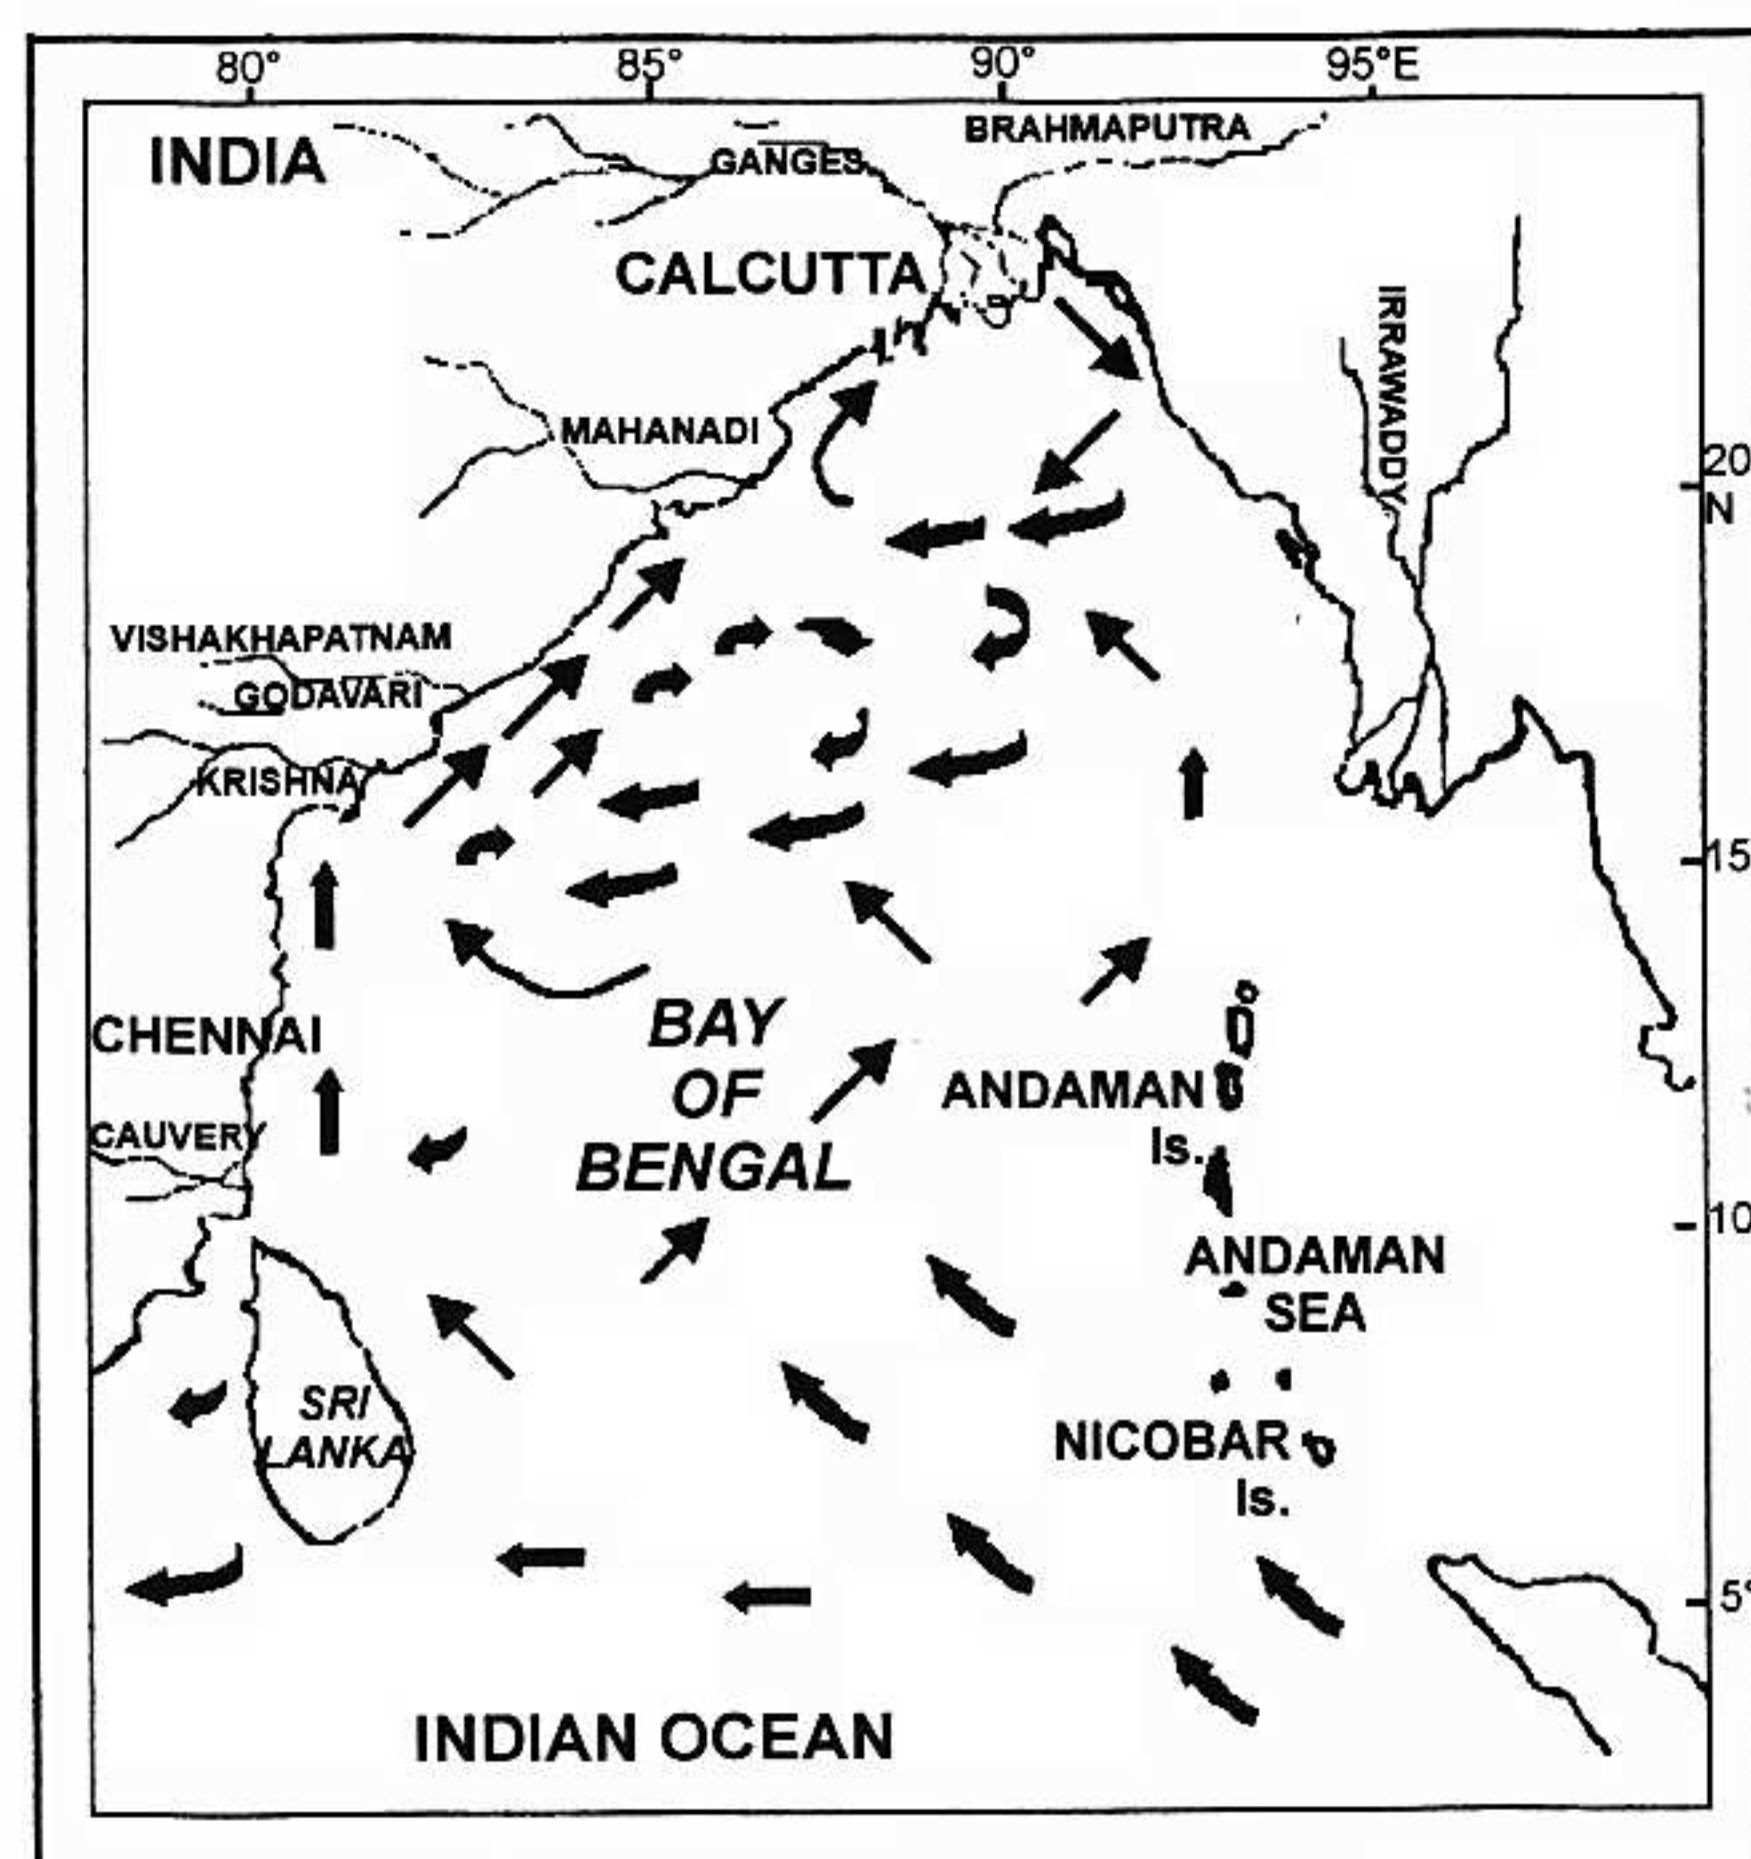 80°
85°
90°
95°E
INDIA
BRAHMAPUTRA
GANGES
CALCUTTA
IRRAWADDY
MAHANADI
20
N
VISHAKHAPATNAM
GODAVARI
KRISHNA
15
CHENNAI
BAY
OF
BENGAL
ANDAMAN
Is.
CAUVERY
10
ANDAMAN
SEA
SRI
LANKA
NICOBAR
Is.
5°
INDIAN OCEAN